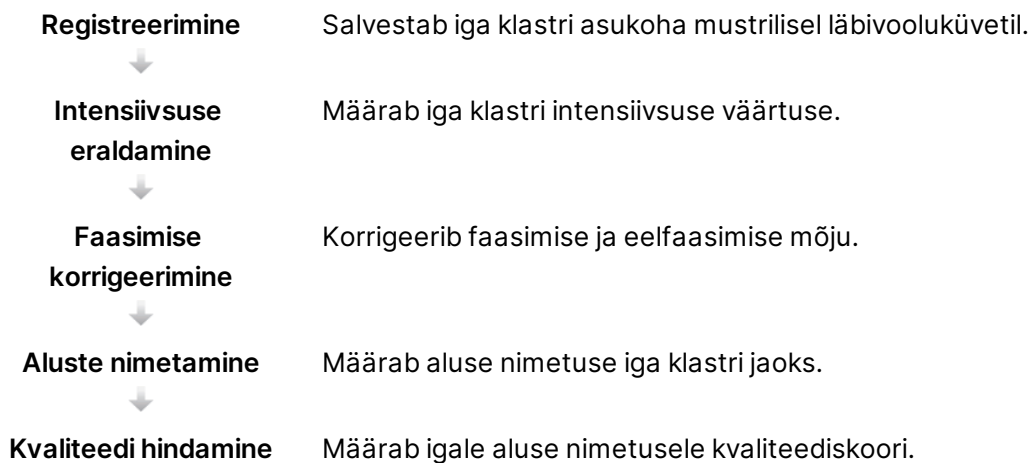 Registreerimine Salvestab iga klastri asukoha mustrilisel läbivooluküvetil.
Intensiivsuse Määrab iga klastri intensiivsuse väärtuse.
eraldamine
Faasimise Korrigeerib faasimise ja eelfaasimise mõju.
korrigeerimine
Aluste nimetamine Määrab aluse nimetuse iga klastri jaoks.
Kvaliteedi hindamine Määrab igale aluse nimetusele kvaliteediskoori.